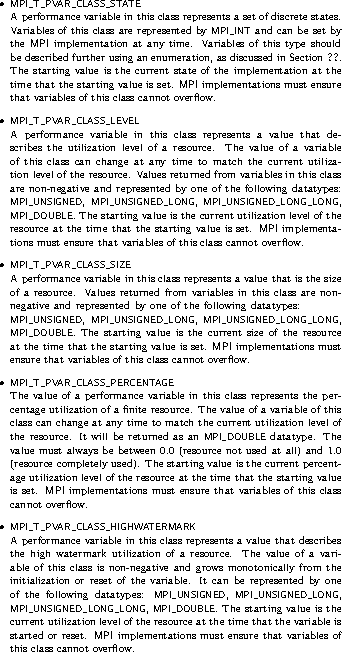 • MPI_T_PVAR_CLASS_STATE
A performance variable in this class represents a set of discrete states.
Variables of this class are represented by MPI_INT and can be set by
the MPI implementation at any time. Variables of this type should
be described further using an enumeration, as discussed in Section ??.
The starting value is the current state of the implementation at the
time that the starting value is set. MPI implementations must ensure
that variables of this class cannot overflow.
• MPI_T_PVAR_CLASS_LEVEL
A performance variable in this class represents a value that de-
scribes the utilization level of a resource. The value of a variable
of this class can change at any time to match the current utiliza-
tion level of the resource. Values returned from variables in this class
are non-negative and represented by one of the following datatypes:
MPI_UNSIGNED, MPI_UNSIGNED_LONG, MPI_UNSIGNED_LONG_LONG,
MPI_DOUBLE. The starting value is the current utilization level of the
resource at the time that the starting value is set. MPI implementa-
tions must ensure that variables of this class cannot overflow.
• MPI_T_PVAR_CLASS_SIZE
A performance variable in this class represents a value that is the size
of a resource. Values returned from variables in this class are non-
negative and represented by one of the following datatypes:
MPI_UNSIGNED, MPI_UNSIGNED_LONG, MPI_UNSIGNED_LONG_LONG,
MPI_DOUBLE. The starting value is the current size of the resource
at the time that the starting value is set. MPI implementations must
ensure that variables of this class cannot overflow.
• MPI_T_PVAR_CLASS_PERCENTAGE
The value of a performance variable in this class represents the per-
centage utilization of a finite resource. The value of a variable of this
class can change at any time to match the current utilization level of
the resource. It will be returned as an MPI_DOUBLE datatype. The
value must always be between 0.0 (resource not used at all) and 1.0
(resource completely used). The starting value is the current percent-
age utilization level of the resource at the time that the starting value
is set. MPI implementations must ensure that variables of this class
cannot overflow.
• MPI_T_PVAR_CLASS_HIGHWATERMARK
A performance variable in this class represents a value that describes
the high watermark utilization of a resource. The value of a vari-
able of this class is non-negative and grows monotonically from the
initialization or reset of the variable. It can be represented by one
of the following datatypes: MPI_UNSIGNED, MPI_UNSIGNED_LONG,
MPI_UNSIGNED_LONG_LONG, MPI_DOUBLE. The starting value is the
current utilization level of the resource at the time that the variable is
started or reset. MPI implementations must ensure that variables of
this class cannot overflow.